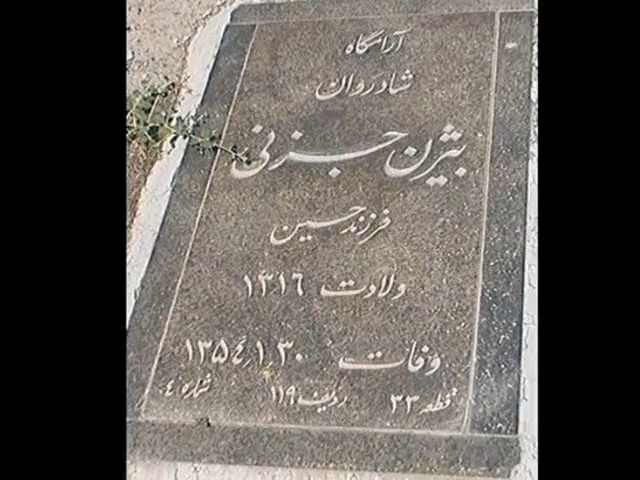 آرامگاه
شادروان
بیژن جزنی
فرزند حسین
ولادت ۱۳۱۶
وفات ۱۳۵۴٫۱٫۳۰
قطعه ۳۳ ردیف ۱۱۹ شماره ۴